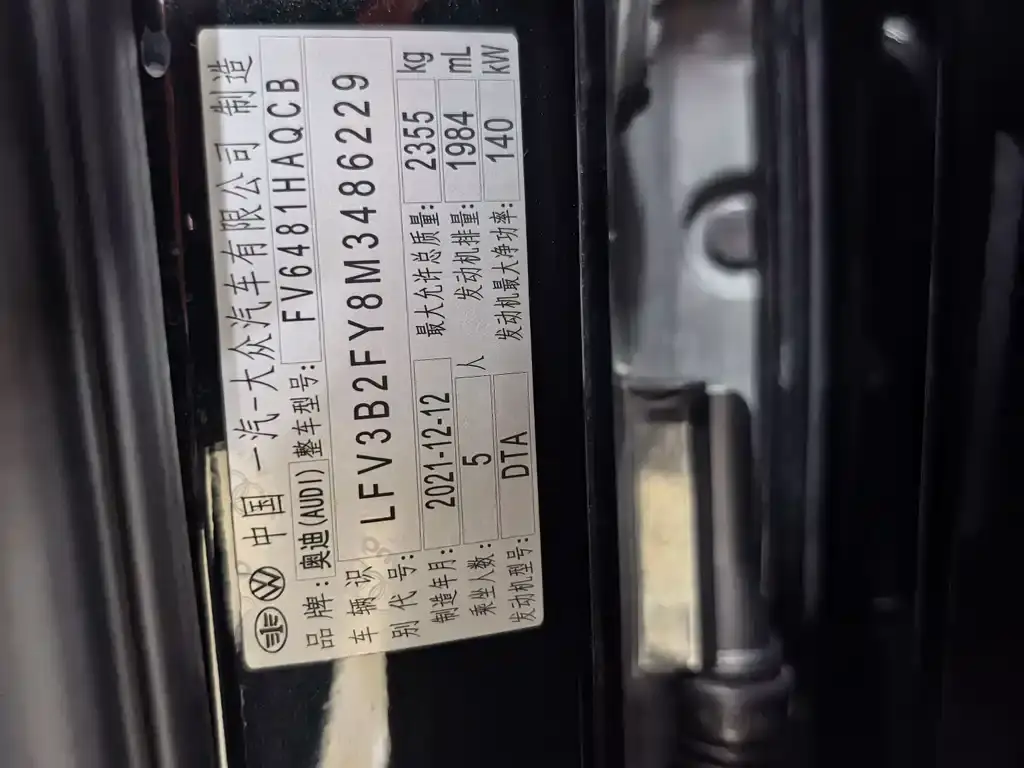 中国 一汽-大众汽车有限公司 制造
品牌: 奥迪(AUDI) 整车型号: FV6481HAQCB
车辆识别代号: LFV3B2FY8M3486229
制造年月: 2021-12-12 最大允许总质量: 2355 kg
乘坐人数: 5 人 发动机排量: 1984 mL
发动机型号: DTA 发动机最大净功率: 140 kW